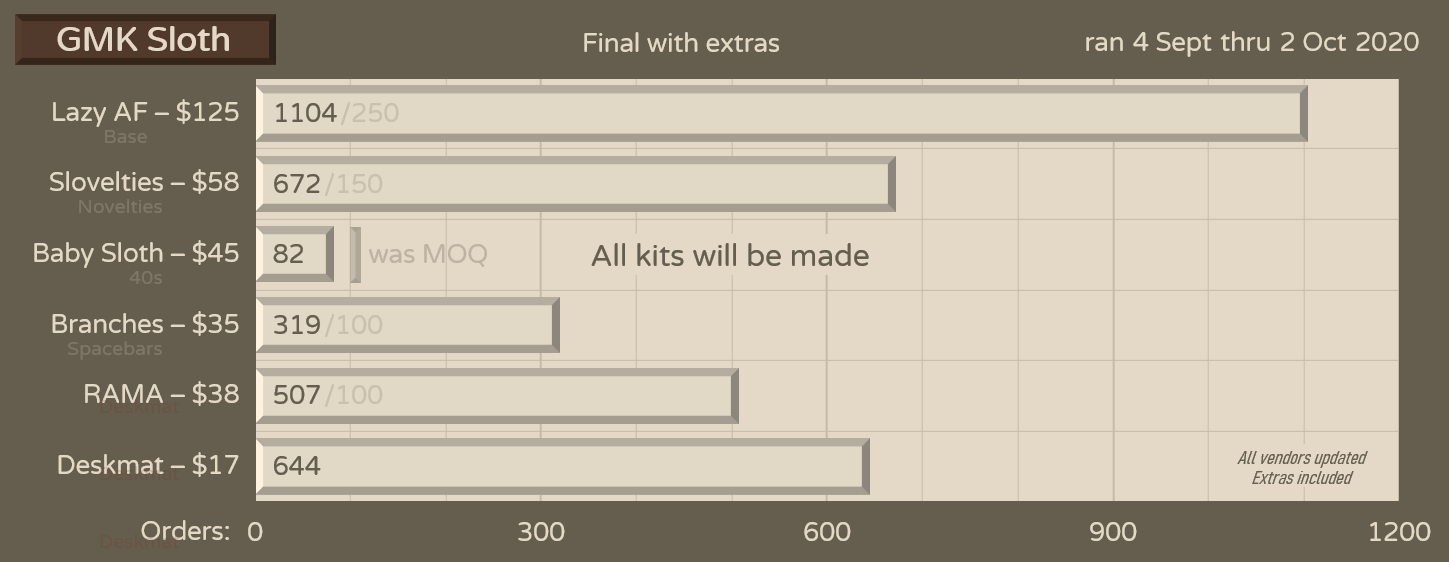 GMK Sloth
Final with extras
ran 4 Sept thru 2 Oct 2020
Lazy AF – $125
Base
1104/250
Slovelties – $58
Novelties
672/150
Baby Sloth – $45
40s
82
was MOQ
All kits will be made
Branches – $35
Spacebars
319/100
RAMA – $38
Deskmat
507/100
Deskmat – $17
Deskmat
644
All vendors updated
Extras included
Orders: 0 300 600 900 1200
Deskmat